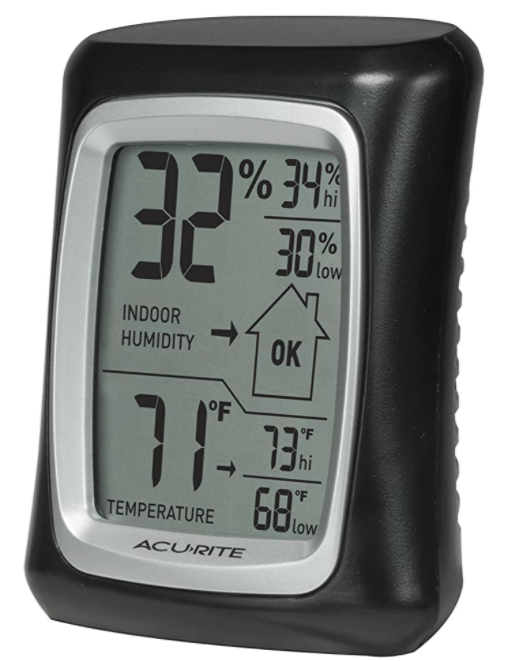 32% 34% hi
30% low
INDOOR
HUMIDITY
OK
71°F
73°F hi
TEMPERATURE
68°F low
ACURITE